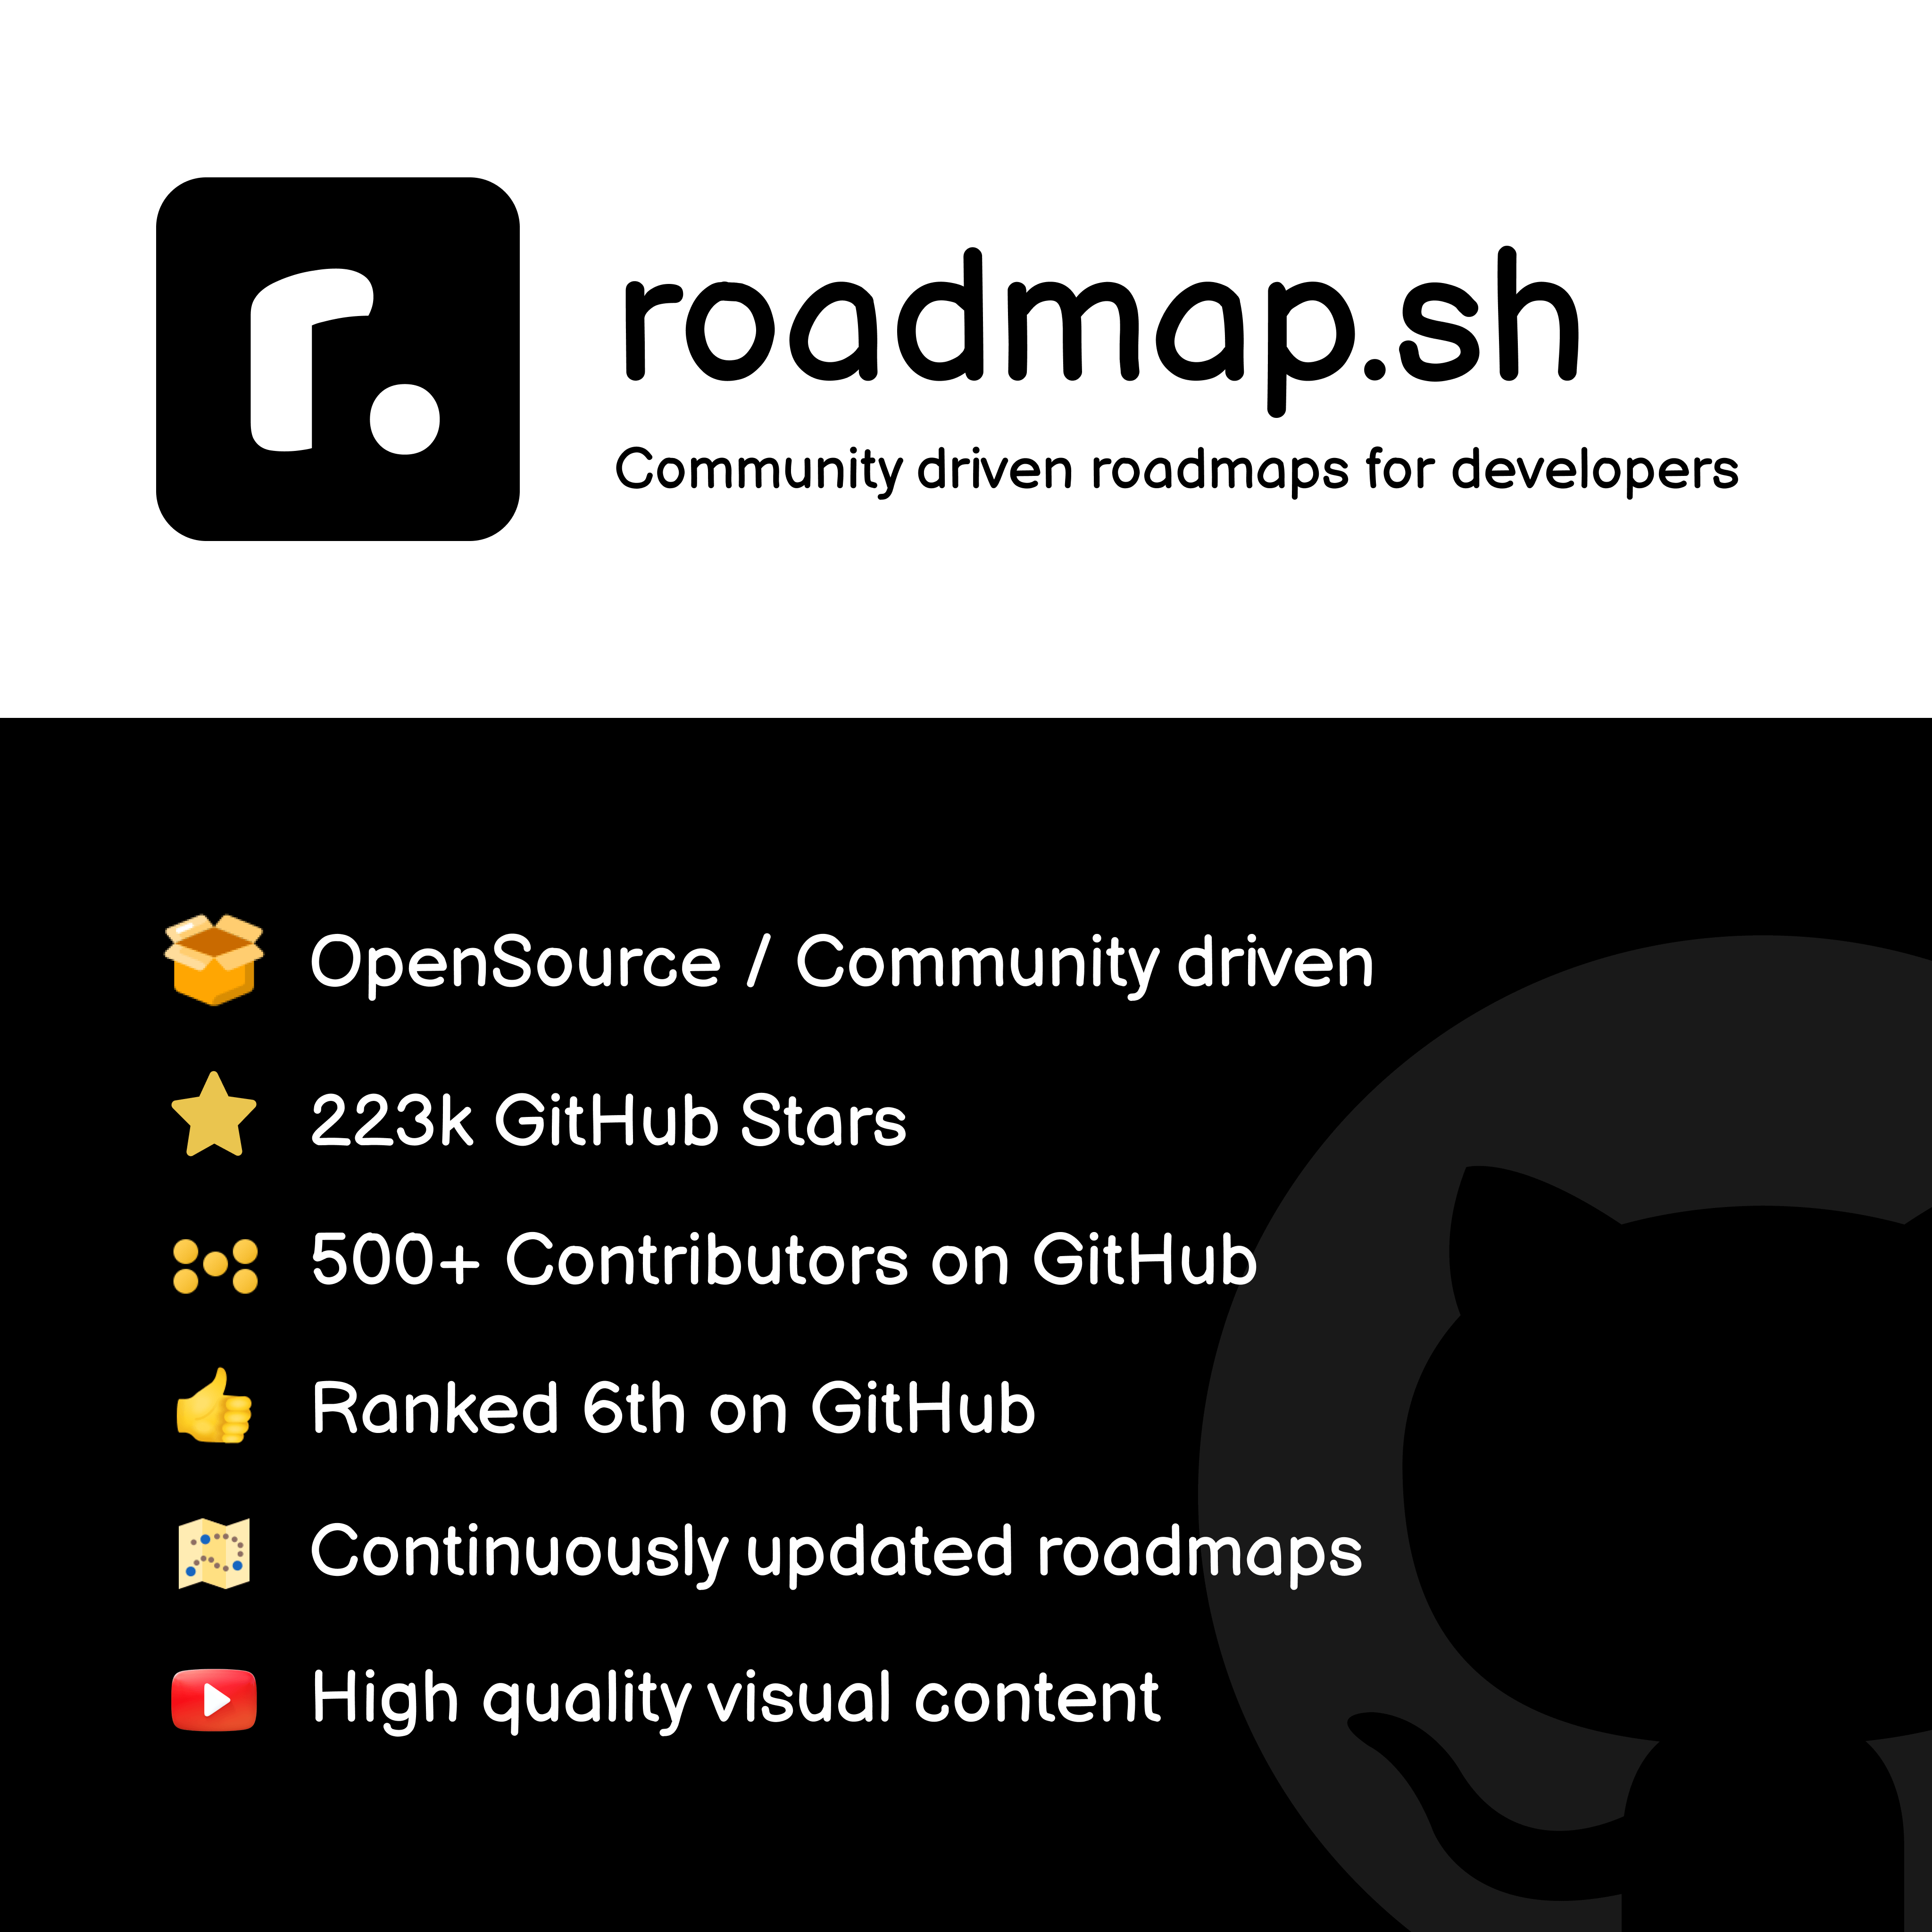 r.
roadmap.sh
Community driven roadmaps for developers
OpenSource / Community driven
223k GitHub Stars
500+ Contributors on GitHub
Ranked 6th on GitHub
Continuously updated roadmaps
High quality visual content